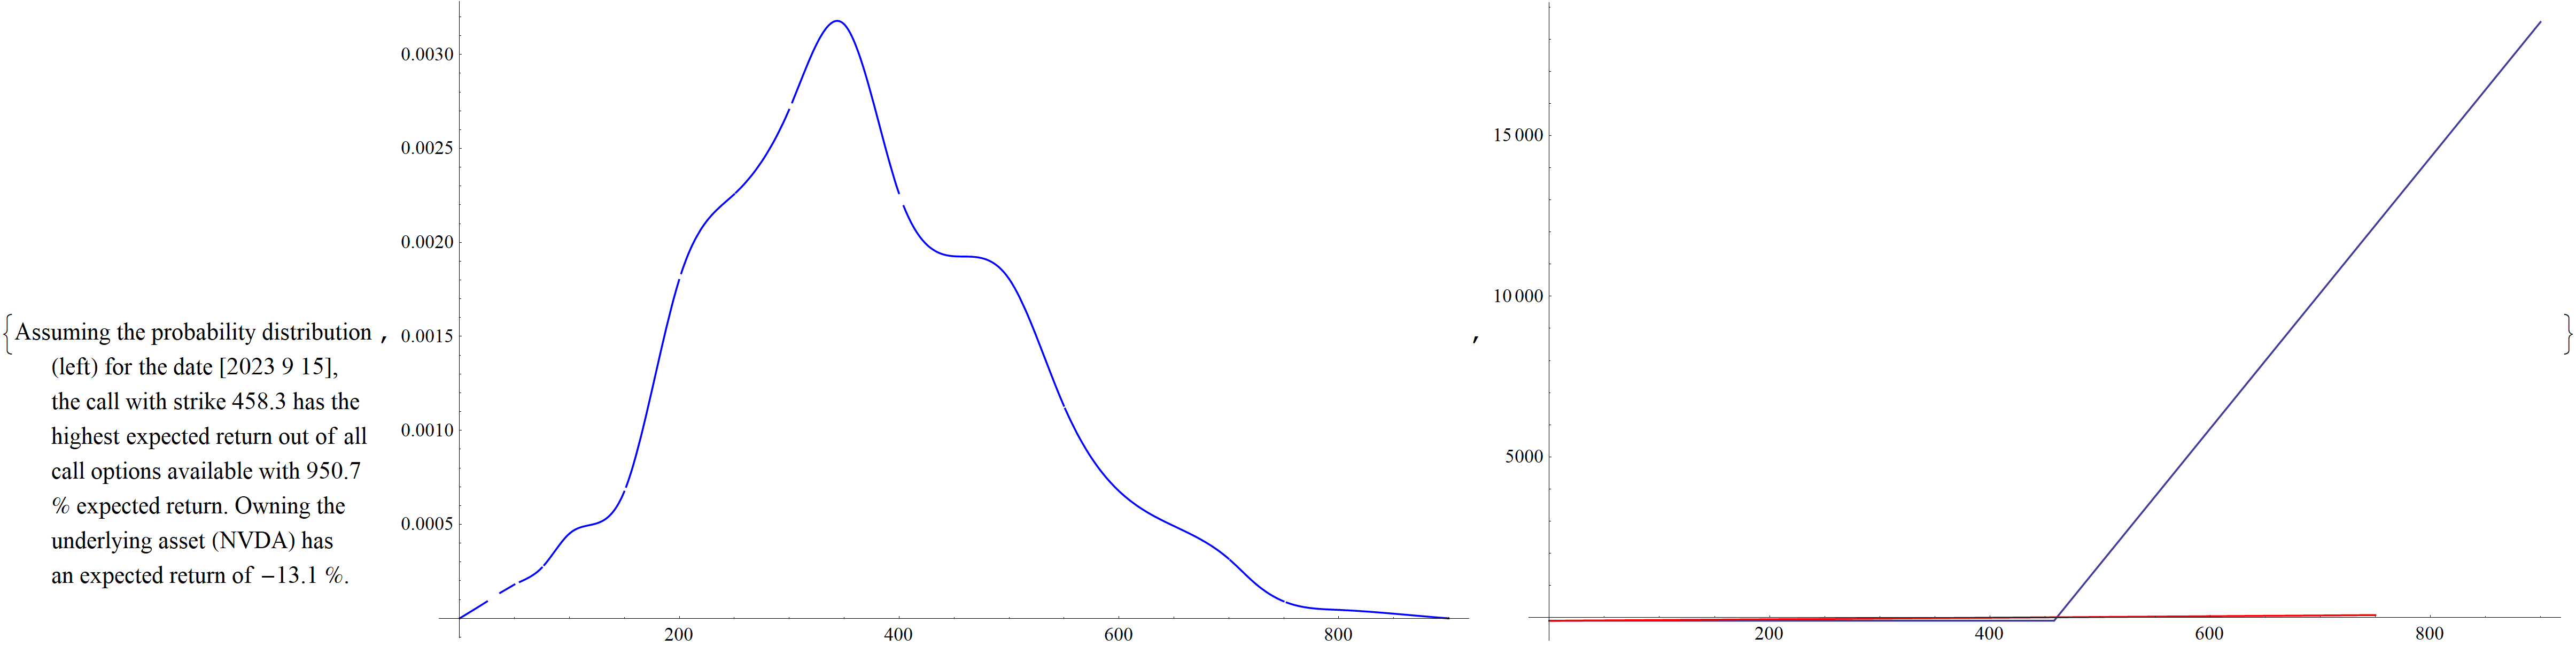 {Assuming the probability distribution ,
(left) for the date [2023 9 15],
the call with strike 458.3 has the
highest expected return out of all
call options available with 950.7
% expected return. Owning the
underlying asset (NVDA) has
an expected return of −13.1 %.
0.0030
0.0025
0.0020
0.0015
0.0010
0.0005
200 400 600 800
,
15 000
10 000
5000
200 400 600 800
}